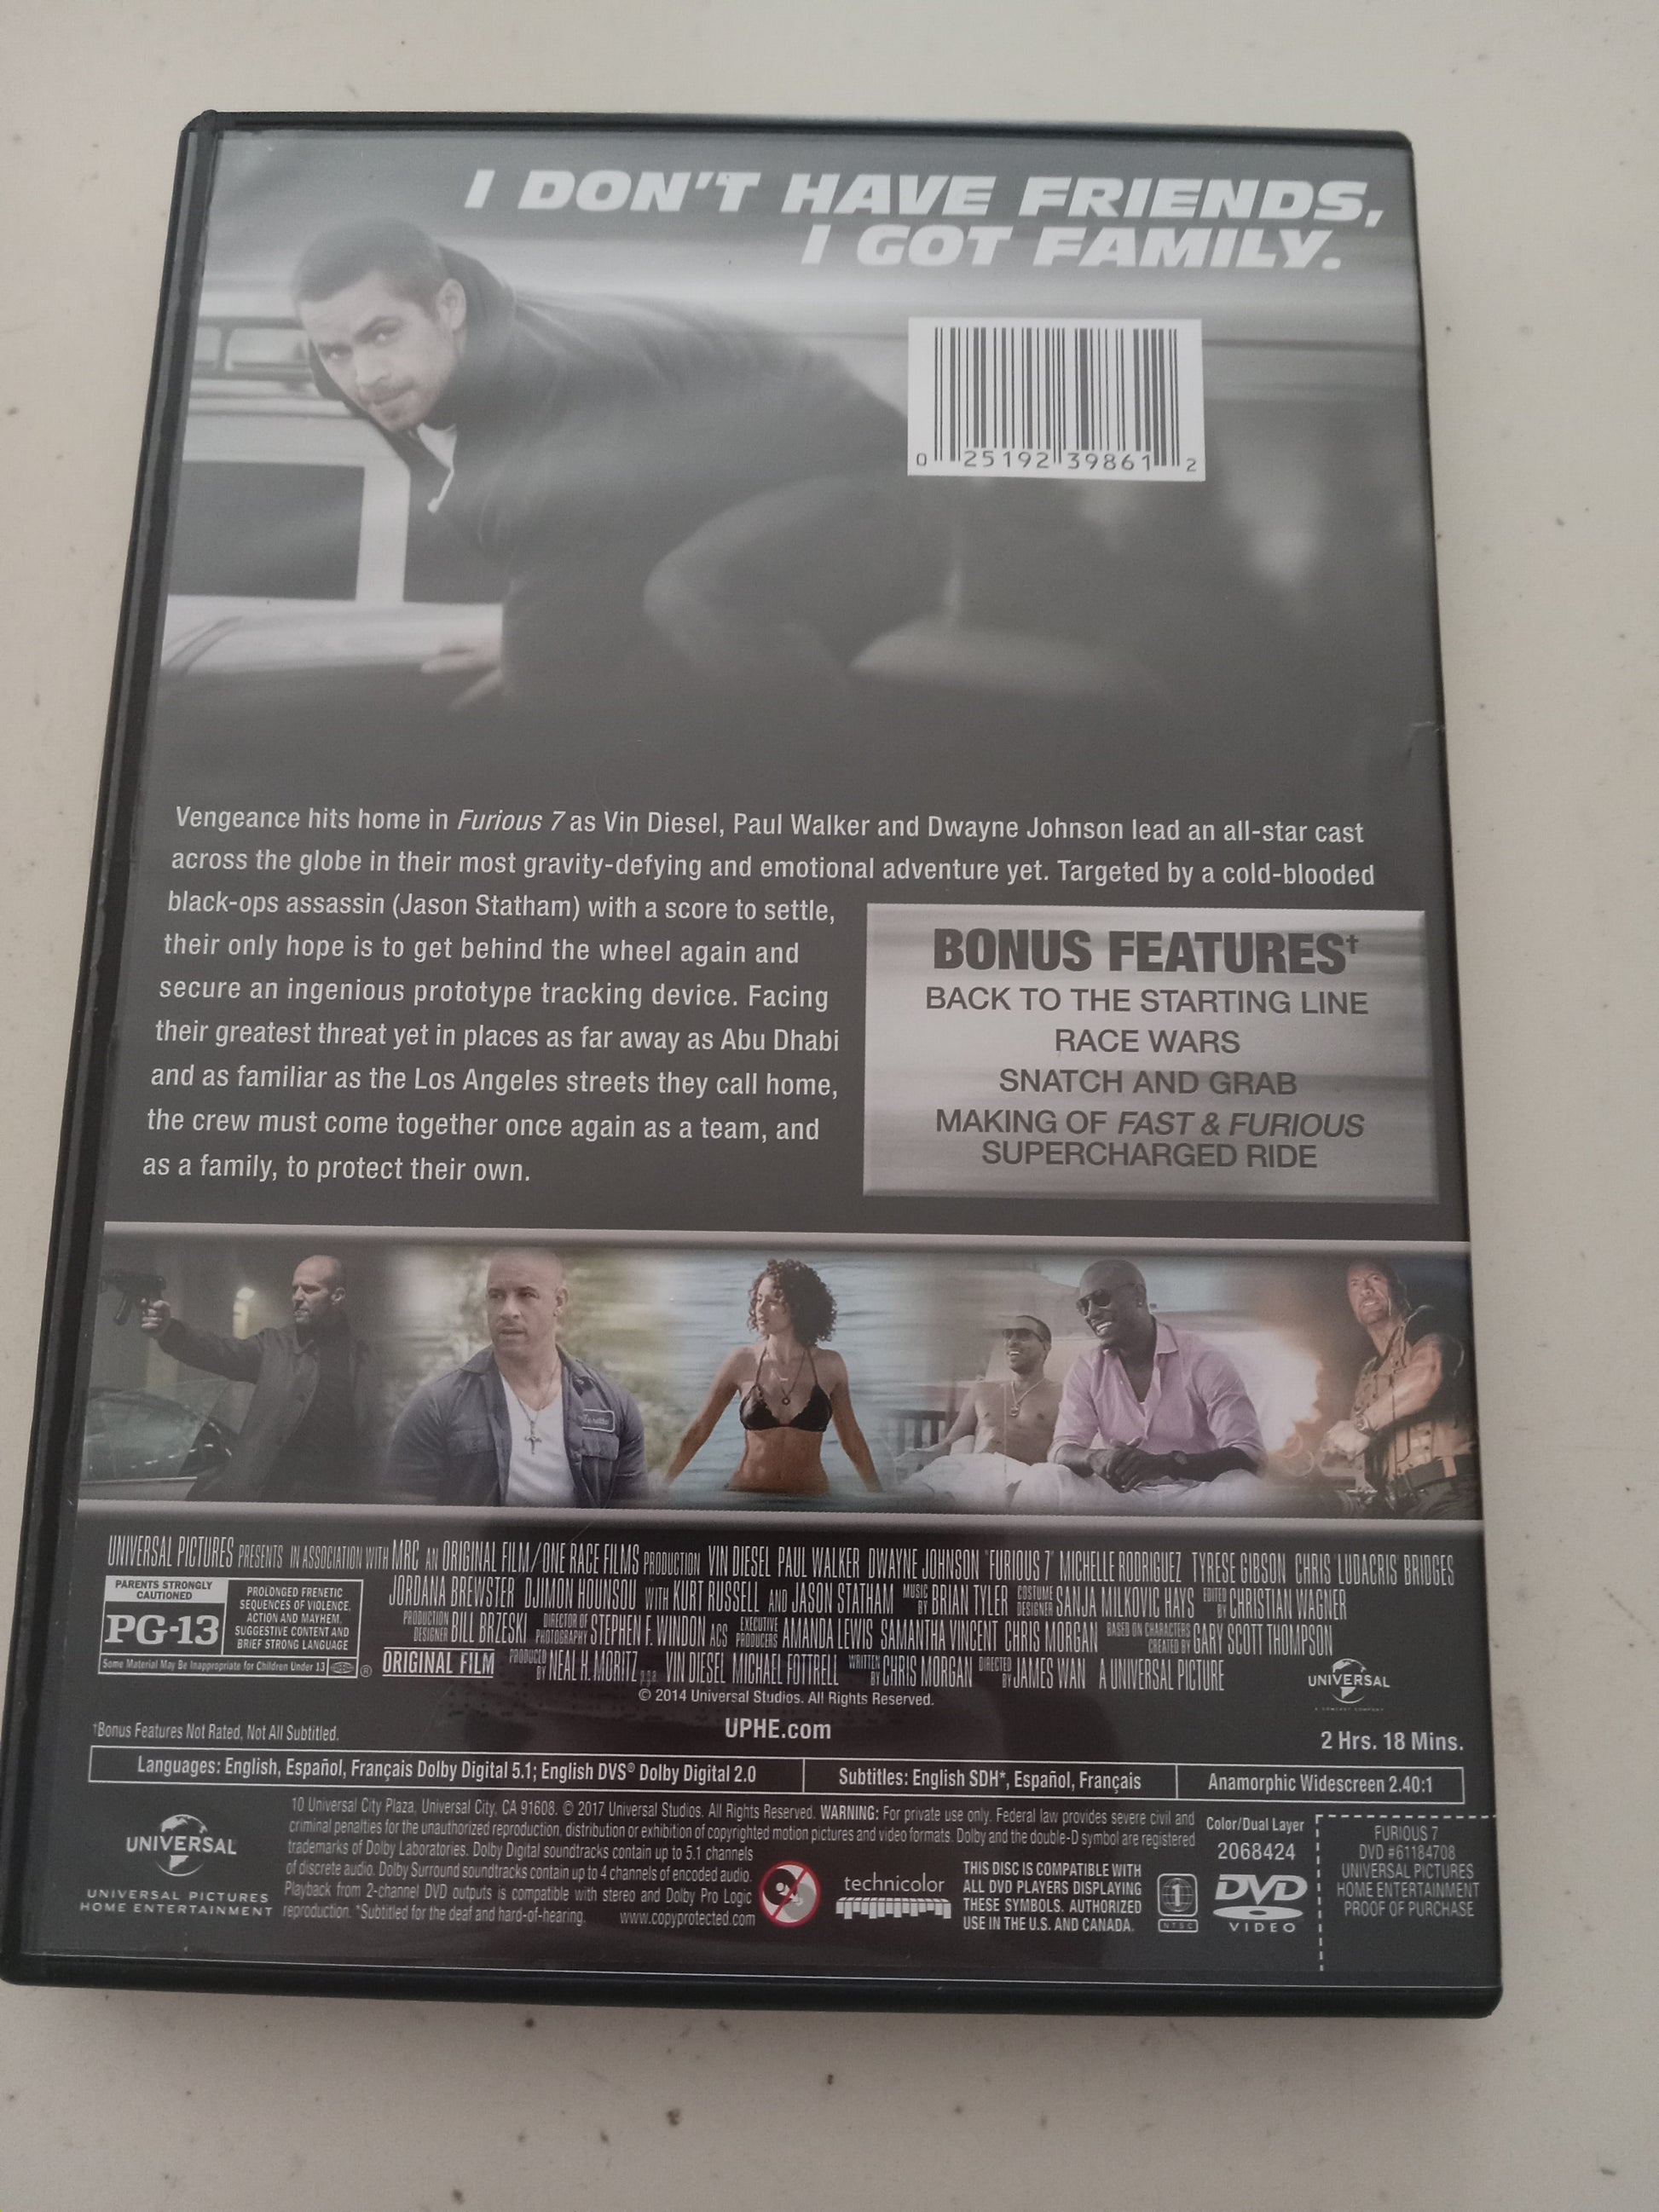 I DON'T HAVE FRIENDS,
I GOT FAMILY.
0 25192 39861 2
Vengeance hits home in Furious 7 as Vin Diesel, Paul Walker and Dwayne Johnson lead an all-star cast
across the globe in their most gravity-defying and emotional adventure yet. Targeted by a cold-blooded
black-ops assassin (Jason Statham) with a score to settle,
their only hope is to get behind the wheel again and
secure an ingenious prototype tracking device. Facing
their greatest threat yet in places as far away as Abu Dhabi
and as familiar as the Los Angeles streets they call home,
the crew must come together once again as a team, and
as a family, to protect their own.
BONUS FEATURES†
BACK TO THE STARTING LINE
RACE WARS
SNATCH AND GRAB
MAKING OF FAST & FURIOUS
SUPERCHARGED RIDE
UNIVERSAL PICTURES PRESENTS IN ASSOCIATION WITH MRC AN ORIGINAL FILM/ONE RACE FILMS PRODUCTION VIN DIESEL PAUL WALKER DWAYNE JOHNSON "FURIOUS 7" MICHELLE RODRIGUEZ TYRESE GIBSON CHRIS "LUDACRIS" BRIDGES
JORDANA BREWSTER DJIMON HOUNSOU WITH KURT RUSSELL AND JASON STATHAM MUSIC BY BRIAN TYLER COSTUME DESIGNER SANJA MILKOVIC HAYS EDITED BY CHRISTIAN WAGNER
PRODUCTION DESIGNER BILL BRZESKI DIRECTOR OF PHOTOGRAPHY STEPHEN F. WINDON ACS EXECUTIVE PRODUCERS AMANDA LEWIS SAMANTHA VINCENT CHRIS MORGAN BASED ON CHARACTERS CREATED BY GARY SCOTT THOMPSON
ORIGINAL FILM PRODUCED BY NEAL H. MORITZ p.g.a. VIN DIESEL MICHAEL FOTTRELL WRITTEN BY CHRIS MORGAN DIRECTED BY JAMES WAN A UNIVERSAL PICTURE
PARENTS STRONGLY
CAUTIONED
PG-13
PROLONGED FRENETIC
SEQUENCES OF VIOLENCE,
ACTION AND MAYHEM,
SUGGESTIVE CONTENT AND
BRIEF STRONG LANGUAGE
Some Material May Be Inappropriate for Children Under 13
®
UNIVERSAL
© 2014 Universal Studios. All Rights Reserved.
†Bonus Features Not Rated. Not All Subtitled.
UPHE.com
2 Hrs. 18 Mins.
Languages: English, Español, Français Dolby Digital 5.1; English DVS® Dolby Digital 2.0
Subtitles: English SDH*, Español, Français
Anamorphic Widescreen 2.40:1
UNIVERSAL
UNIVERSAL PICTURES
HOME ENTERTAINMENT
10 Universal City Plaza, Universal City, CA 91608. © 2017 Universal Studios. All Rights Reserved. WARNING: For private use only. Federal law provides severe civil and
criminal penalties for the unauthorized reproduction, distribution or exhibition of copyrighted motion pictures and video formats. Dolby and the double-D symbol are registered
trademarks of Dolby Laboratories. Dolby Digital soundtracks contain up to 5.1 channels
of discrete audio. Dolby Surround soundtracks contain up to 4 channels of encoded audio.
Playback from 2-channel DVD outputs is compatible with stereo and Dolby Pro Logic
reproduction. *Subtitled for the deaf and hard-of-hearing.
www.copyprotected.com
technicolor
THIS DISC IS COMPATIBLE WITH
ALL DVD PLAYERS DISPLAYING
THESE SYMBOLS. AUTHORIZED
USE IN THE U.S. AND CANADA.
1
NTSC
Color/Dual Layer
2068424
DVD
VIDEO
FURIOUS 7
DVD #61184708
UNIVERSAL PICTURES
HOME ENTERTAINMENT
PROOF OF PURCHASE